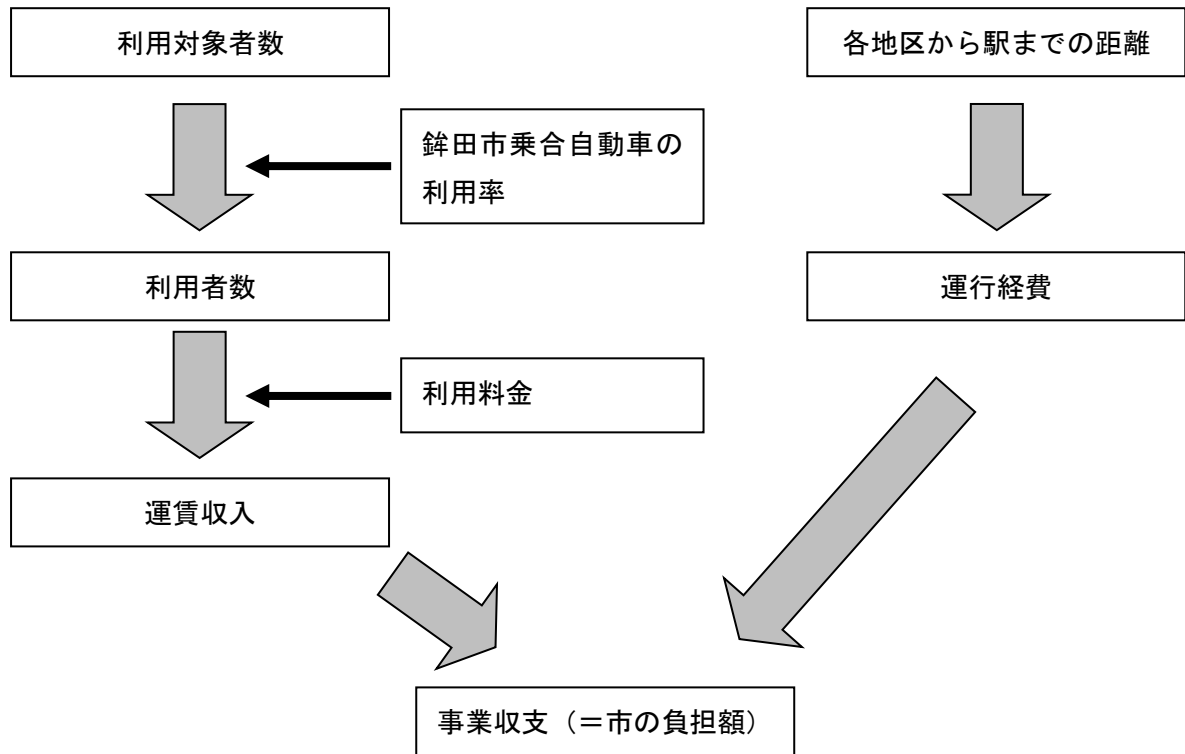 利用対象者数
各地区から駅までの距離
鉾田市乗合自動車の
利用率
利用者数
運行経費
利用料金
運賃収入
事業収支(=市の負担額)